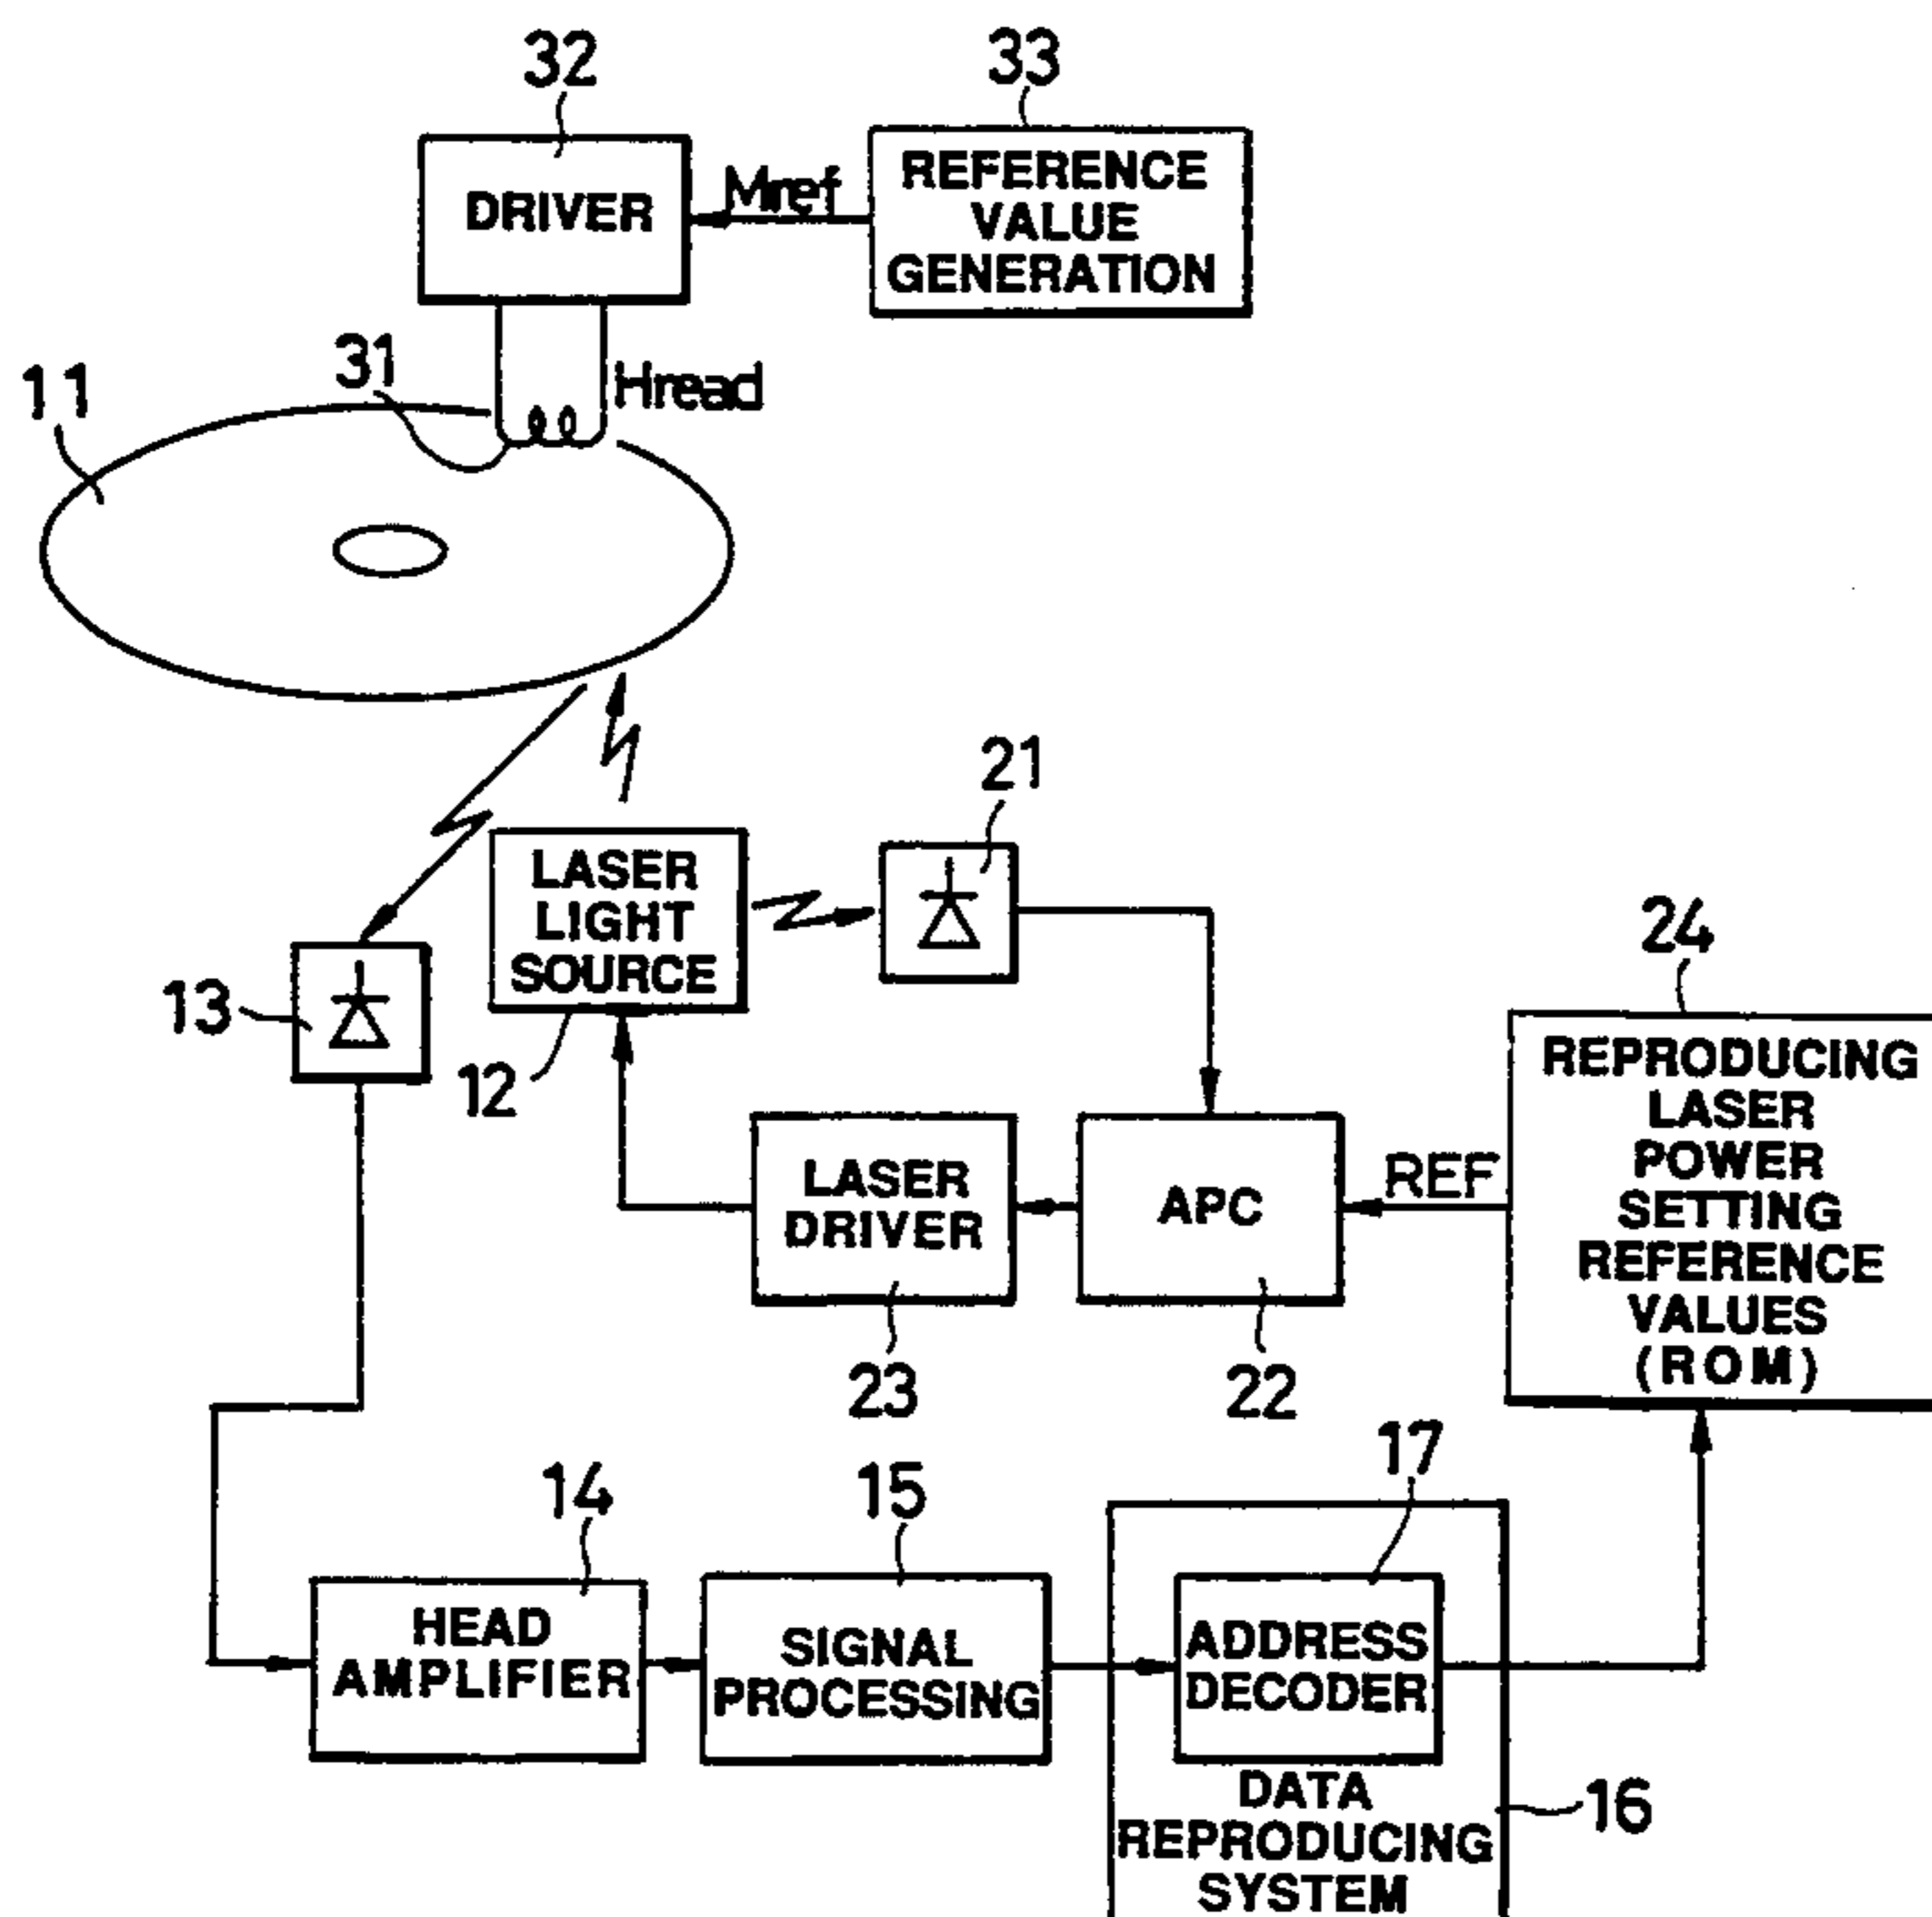 32
33
DRIVER
Mref
REFERENCE
VALUE
GENERATION
31
Hread
11
21
LASER
LIGHT
SOURCE
24
13
12
REPRODUCING
LASER
POWER
SETTING
REFERENCE
VALUES
(ROM)
LASER
DRIVER
APC
REF
23
22
17
14
15
HEAD
AMPLIFIER
SIGNAL
PROCESSING
ADDRESS
DECODER
DATA
REPRODUCING
SYSTEM
16